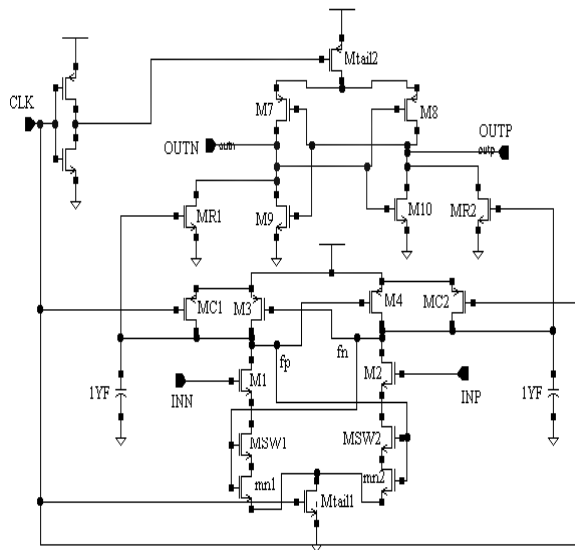 Mtail2
CLK
M7
M8
OUTN
outn
OUTP
outp
MR1
M9
M10
MR2
MC1
M3
M4
MC2
fp
fn
M1
M2
1YF
INN
INP
1YF
MSW1
MSW2
mn1
mn2
Mtail1